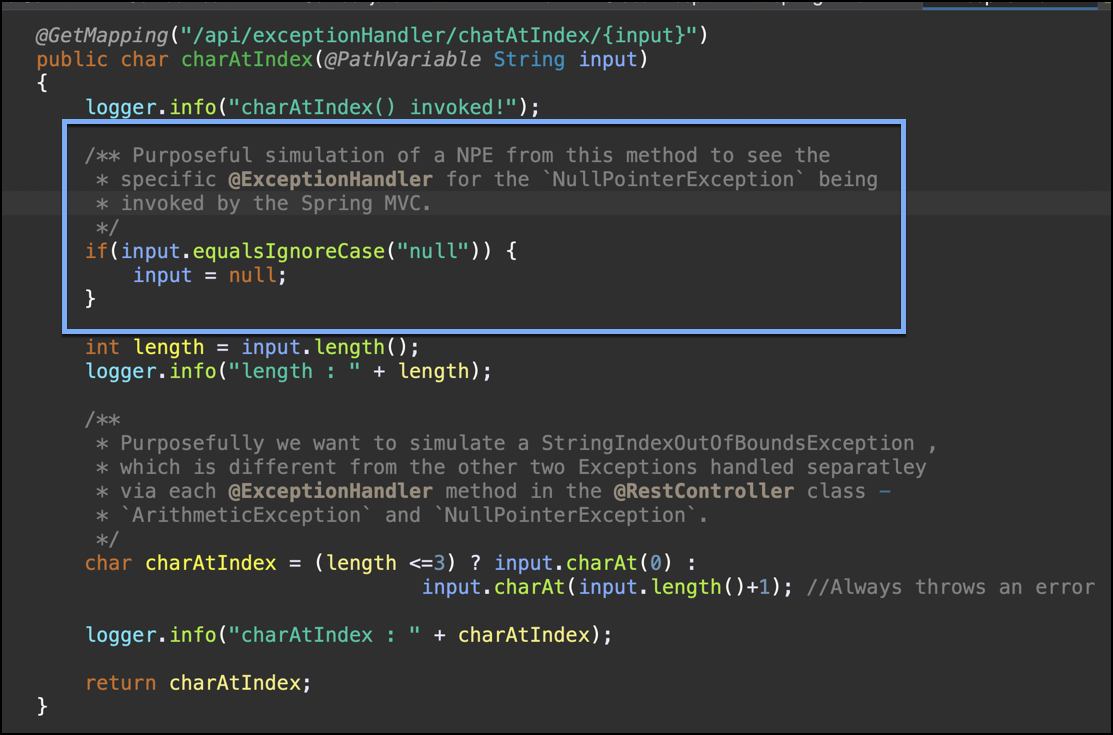 @GetMapping("/api/exceptionHandler/chatAtIndex/{input}")
public char charAtIndex(@PathVariable String input)
{
logger.info("charAtIndex() invoked!");
/** Purposeful simulation of a NPE from this method to see the
* specific @ExceptionHandler for the `NullPointerException` being
* invoked by the Spring MVC.
*/
if(input.equalsIgnoreCase("null")) {
input = null;
}
int length = input.length();
logger.info("length : " + length);
/**
* Purposefully we want to simulate a StringIndexOutOfBoundsException ,
* which is different from the other two Exceptions handled separatley
* via each @ExceptionHandler method in the @RestController class –
* `ArithmeticException` and `NullPointerException`.
*/
char charAtIndex = (length <=3) ? input.charAt(0) :
input.charAt(input.length()+1); //Always throws an error
logger.info("charAtIndex : " + charAtIndex);
return charAtIndex;
}